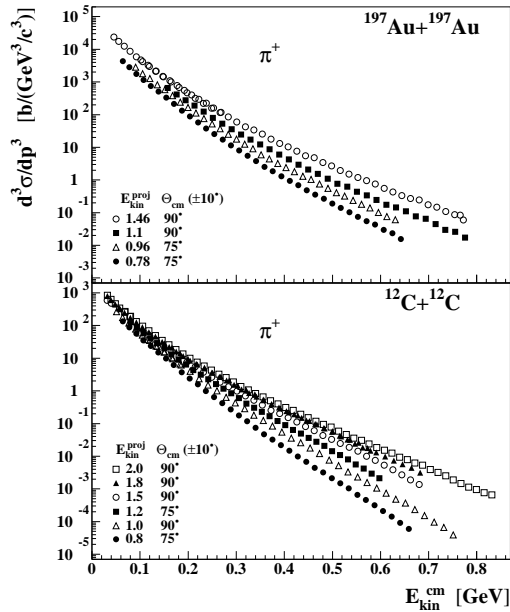 ¹⁹⁷Au+¹⁹⁷Au
π⁺
d³σ/dp³ [b/(GeV³/c³)]
10⁵
10⁴
10³
10²
10
1
10⁻¹
10⁻²
10⁻³
E_kin^proj Θ_cm (±10°)
○ 1.46 90°
■ 1.1 90°
△ 0.96 75°
● 0.78 75°
¹²C+¹²C
π⁺
10³
10²
10
1
10⁻¹
10⁻²
10⁻³
10⁻⁴
10⁻⁵
E_kin^proj Θ_cm (±10°)
□ 2.0 90°
▲ 1.8 90°
○ 1.5 90°
■ 1.2 75°
△ 1.0 90°
● 0.8 75°
0 0.1 0.2 0.3 0.4 0.5 0.6 0.7 0.8
E_kin^cm [GeV]